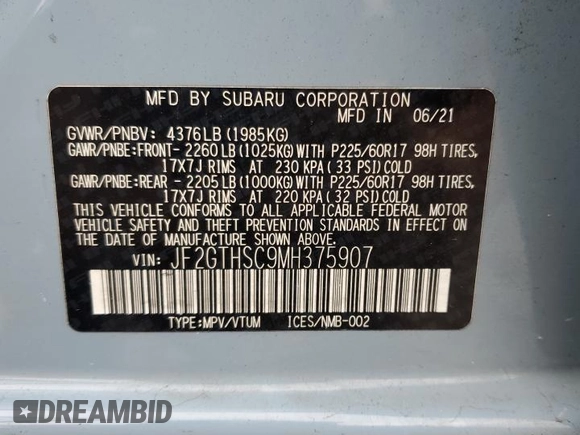 MFD BY SUBARU CORPORATION
MFD IN 06/21
GVWR/PNBV: 4376LB(1985KG)
GAWR/PNBE:FRONT- 2260LB(1025KG)WITH P225/60R17 98H TIRES,
17X7J RIMS AT 230 KPA(33 PSI)COLD
GAWR/PNBE:REAR - 2205LB(1000KG)WITH P225/60R17 98H TIRES,
17X7J RIMS AT 220 KPA(32 PSI)COLD
THIS VEHICLE CONFORMS TO ALL APPLICABLE FEDERAL MOTOR
VEHICLE SAFETY AND THEFT PREVENTION STANDARDS IN EFFECT ON
THE DATE OF MANUFACTURE SHOWN ABOVE.
VIN: JF2GTHSC9MH375907
TYPE:MPV/VTUM ICES/NMB-002
DREAMBID